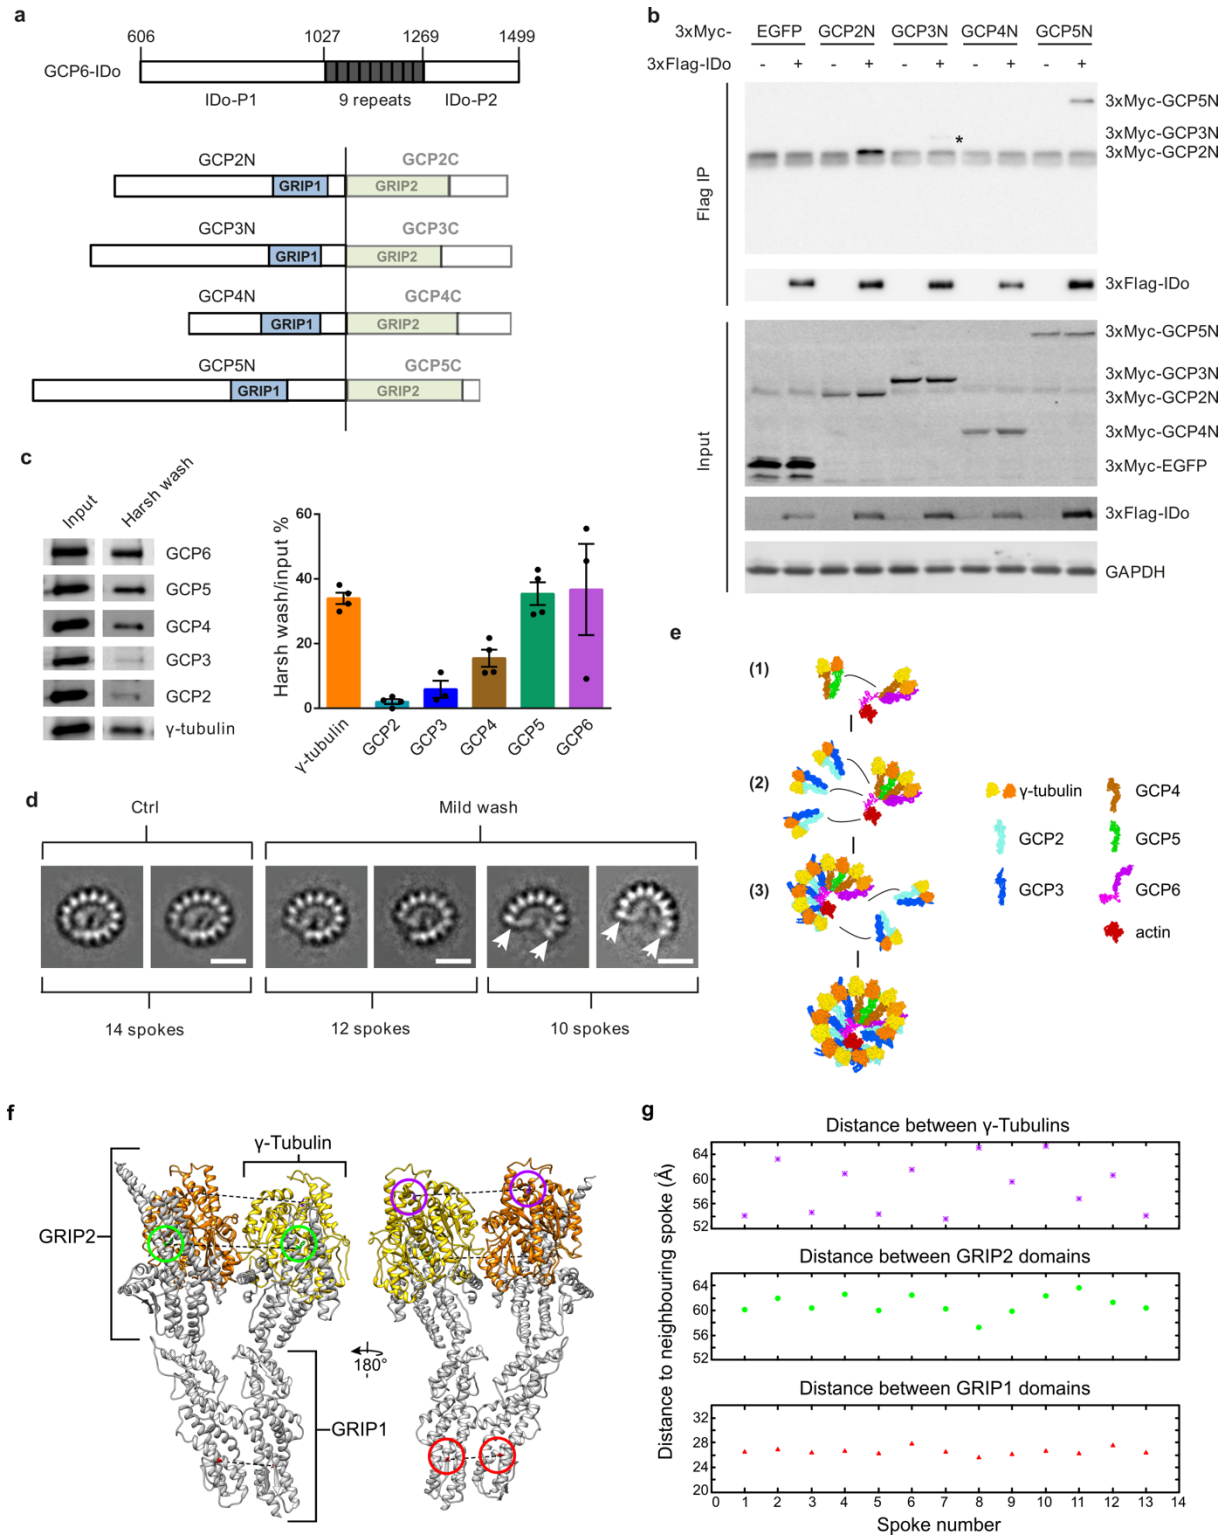 a
606 1027 1269 1499
GCP6-IDo
IDo-P1 9 repeats IDo-P2
GCP2N GCP2C
GRIP1 GRIP2
GCP3N GCP3C
GRIP1 GRIP2
GCP4N GCP4C
GRIP1 GRIP2
GCP5N GCP5C
GRIP1 GRIP2
b
3xMyc- EGFP GCP2N GCP3N GCP4N GCP5N
3xFlag-IDo - + - + - + - + - +
Flag IP
3xMyc-GCP5N
3xMyc-GCP3N
*
3xMyc-GCP2N
3xFlag-IDo
Input
3xMyc-GCP5N
3xMyc-GCP3N
3xMyc-GCP2N
3xMyc-GCP4N
3xMyc-EGFP
3xFlag-IDo
GAPDH
c
Input Harsh wash
GCP6
GCP5
GCP4
GCP3
GCP2
γ-tubulin
Harsh wash/input %
60
40
20
0
γ-tubulin GCP2 GCP3 GCP4 GCP5 GCP6
d
Ctrl Mild wash
14 spokes 12 spokes 10 spokes
e
(1)
(2)
(3)
γ-tubulin GCP4
GCP2 GCP5
GCP3 GCP6
actin
f
γ-Tubulin
GRIP2
180°
GRIP1
g
Distance to neighbouring spoke (Å)
Distance between γ-Tubulins
64
60
56
52
Distance between GRIP2 domains
64
60
56
52
Distance between GRIP1 domains
32
28
24
20
0 1 2 3 4 5 6 7 8 9 10 11 12 13 14
Spoke number